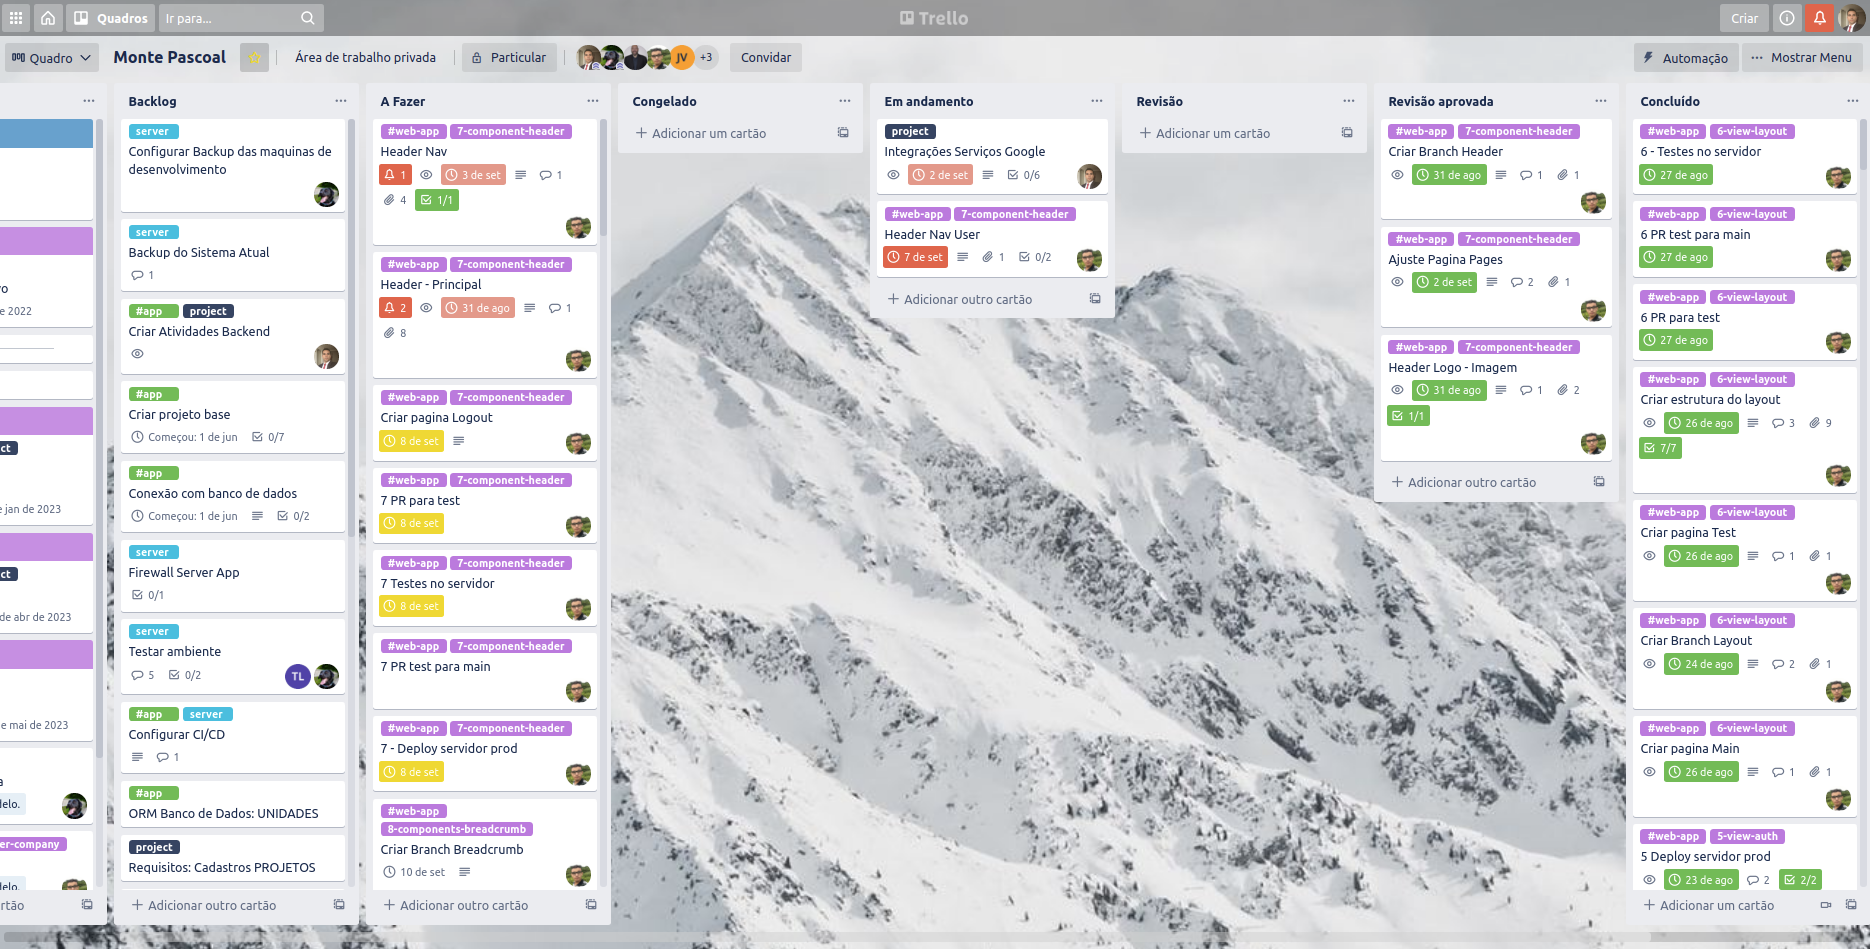 Quadros
Ir para...
Trello
Criar
Quadro
Monte Pascoal
Área de trabalho privada
Particular
JV
+3
Convidar
Automação
Mostrar Menu
vo
e 2022
ct
e jan de 2023
ct
de abr de 2023
e mai de 2023
a
delo.
er-company
delo.
rtão
Backlog
server
Configurar Backup das maquinas de
desenvolvimento
server
Backup do Sistema Atual
1
#app project
Criar Atividades Backend
#app
Criar projeto base
Começou: 1 de jun 0/7
#app
Conexão com banco de dados
Começou: 1 de jun 0/2
server
Firewall Server App
0/1
server
Testar ambiente
5 0/2 TL
#app server
Configurar CI/CD
1
#app
ORM Banco de Dados: UNIDADES
project
Requisitos: Cadastros PROJETOS
+ Adicionar outro cartão
A Fazer
#web-app 7-component-header
Header Nav
1 3 de set 1
4 1/1
#web-app 7-component-header
Header - Principal
2 31 de ago 1
8
#web-app 7-component-header
Criar pagina Logout
8 de set
#web-app 7-component-header
7 PR para test
8 de set
#web-app 7-component-header
7 Testes no servidor
8 de set
#web-app 7-component-header
7 PR test para main
#web-app 7-component-header
7 - Deploy servidor prod
8 de set
#web-app
8-components-breadcrumb
Criar Branch Breadcrumb
10 de set
+ Adicionar outro cartão
Congelado
+ Adicionar um cartão
Em andamento
project
Integrações Serviços Google
2 de set 0/6
#web-app 7-component-header
Header Nav User
7 de set 1 0/2
+ Adicionar outro cartão
Revisão
+ Adicionar um cartão
Revisão aprovada
#web-app 7-component-header
Criar Branch Header
31 de ago 1 1
#web-app 7-component-header
Ajuste Pagina Pages
2 de set 2 1
#web-app 7-component-header
Header Logo - Imagem
31 de ago 1 2
1/1
+ Adicionar outro cartão
Concluído
#web-app 6-view-layout
6 - Testes no servidor
27 de ago
#web-app 6-view-layout
6 PR test para main
27 de ago
#web-app 6-view-layout
6 PR para test
27 de ago
#web-app 6-view-layout
Criar estrutura do layout
26 de ago 3 9
7/7
#web-app 6-view-layout
Criar pagina Test
26 de ago 1 1
#web-app 6-view-layout
Criar Branch Layout
24 de ago 2 1
#web-app 6-view-layout
Criar pagina Main
26 de ago 1 1
#web-app 5-view-auth
5 Deploy servidor prod
23 de ago 2 2/2
+ Adicionar um cartão